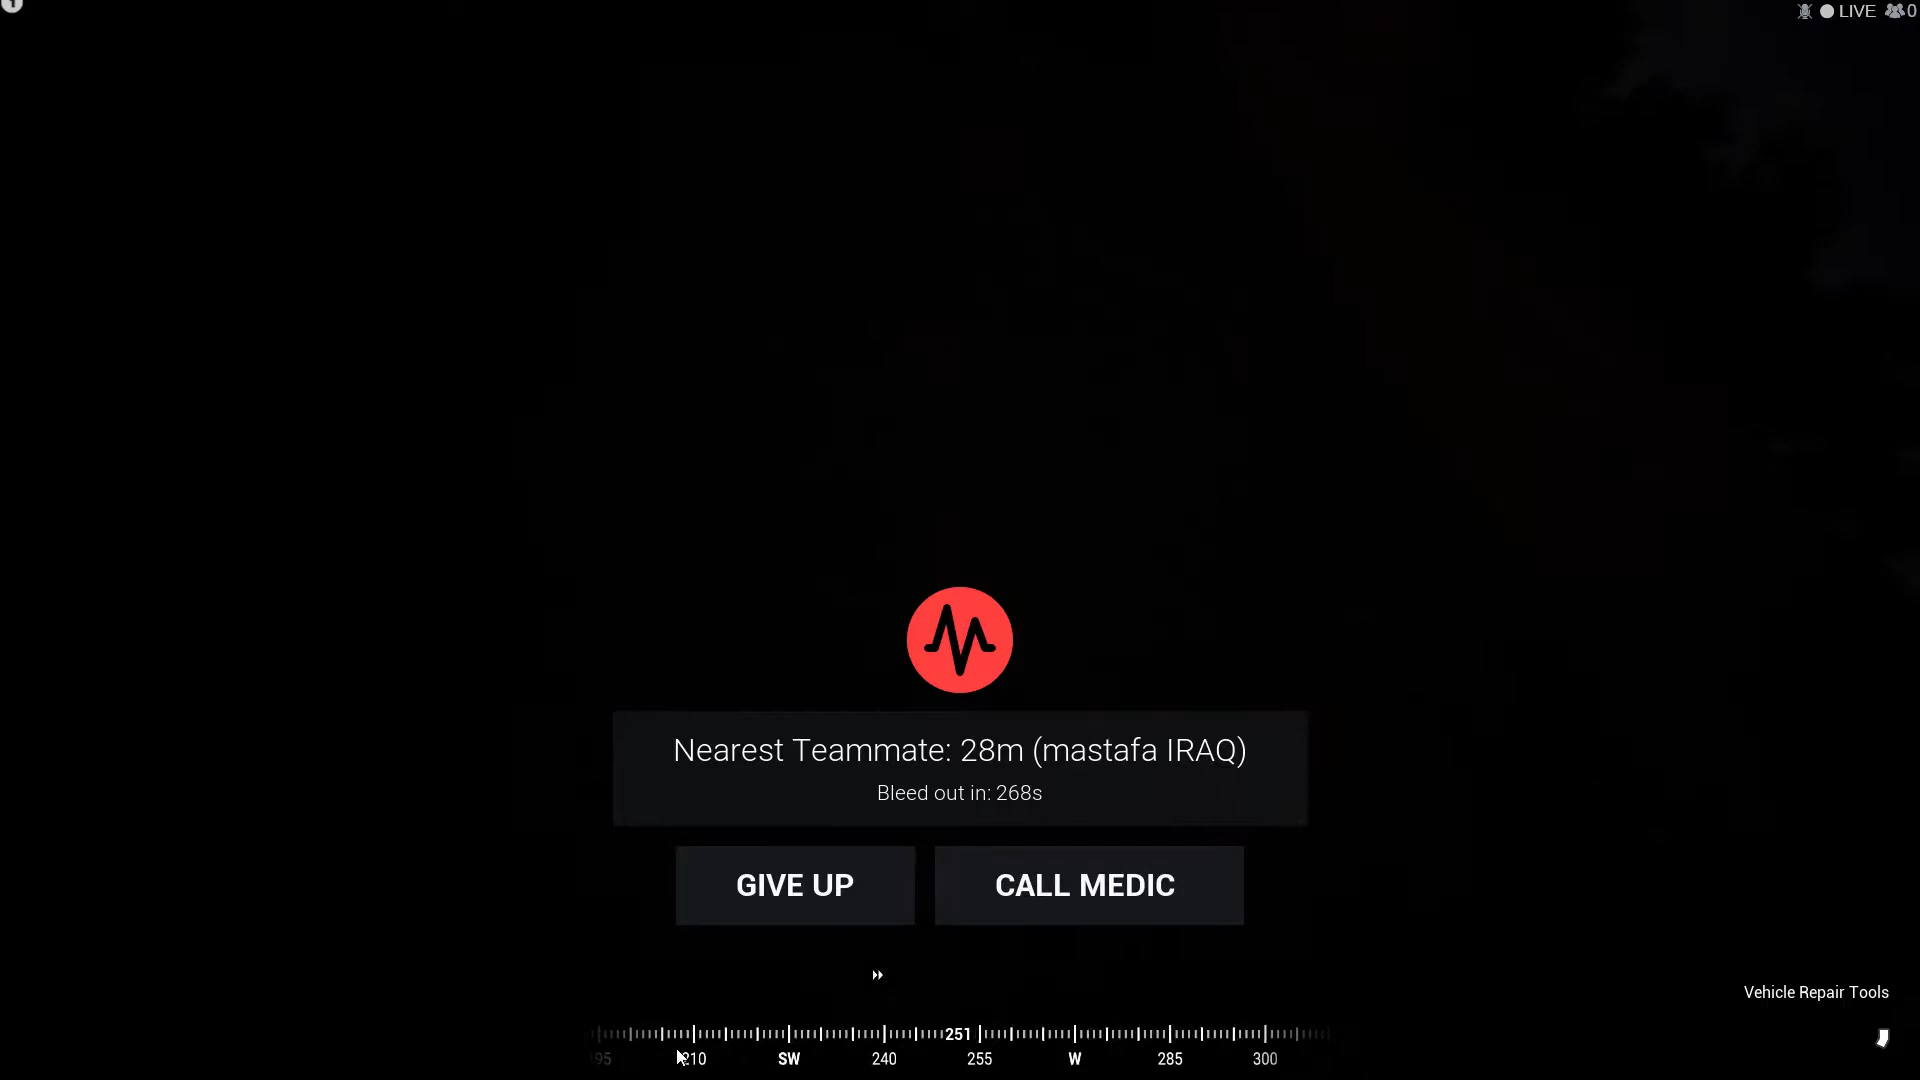 LIVE 0
Nearest Teammate: 28m (mastafa IRAQ)
Bleed out in: 268s
GIVE UP CALL MEDIC
Vehicle Repair Tools
251
95 210 SW 240 255 W 285 300